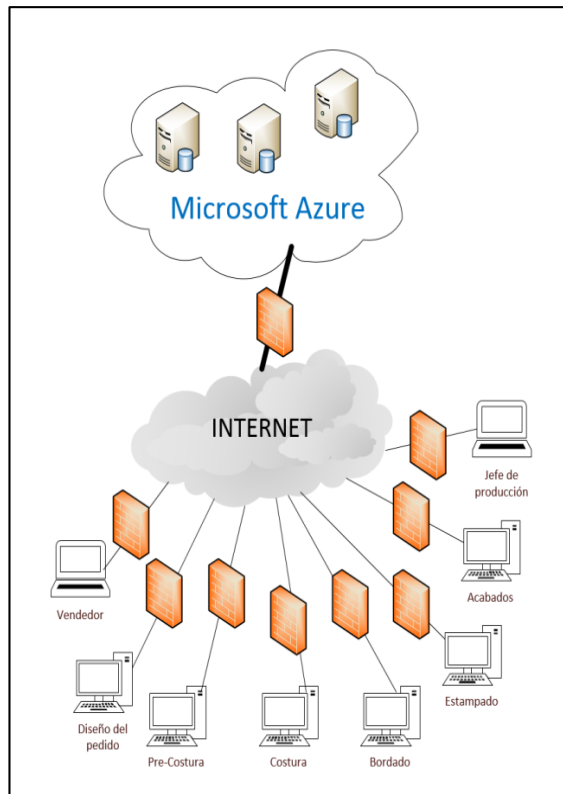 Microsoft Azure
INTERNET
Jefe de
producción
Acabados
Vendedor
Estampado
Diseño del
pedido
Pre-Costura
Costura
Bordado